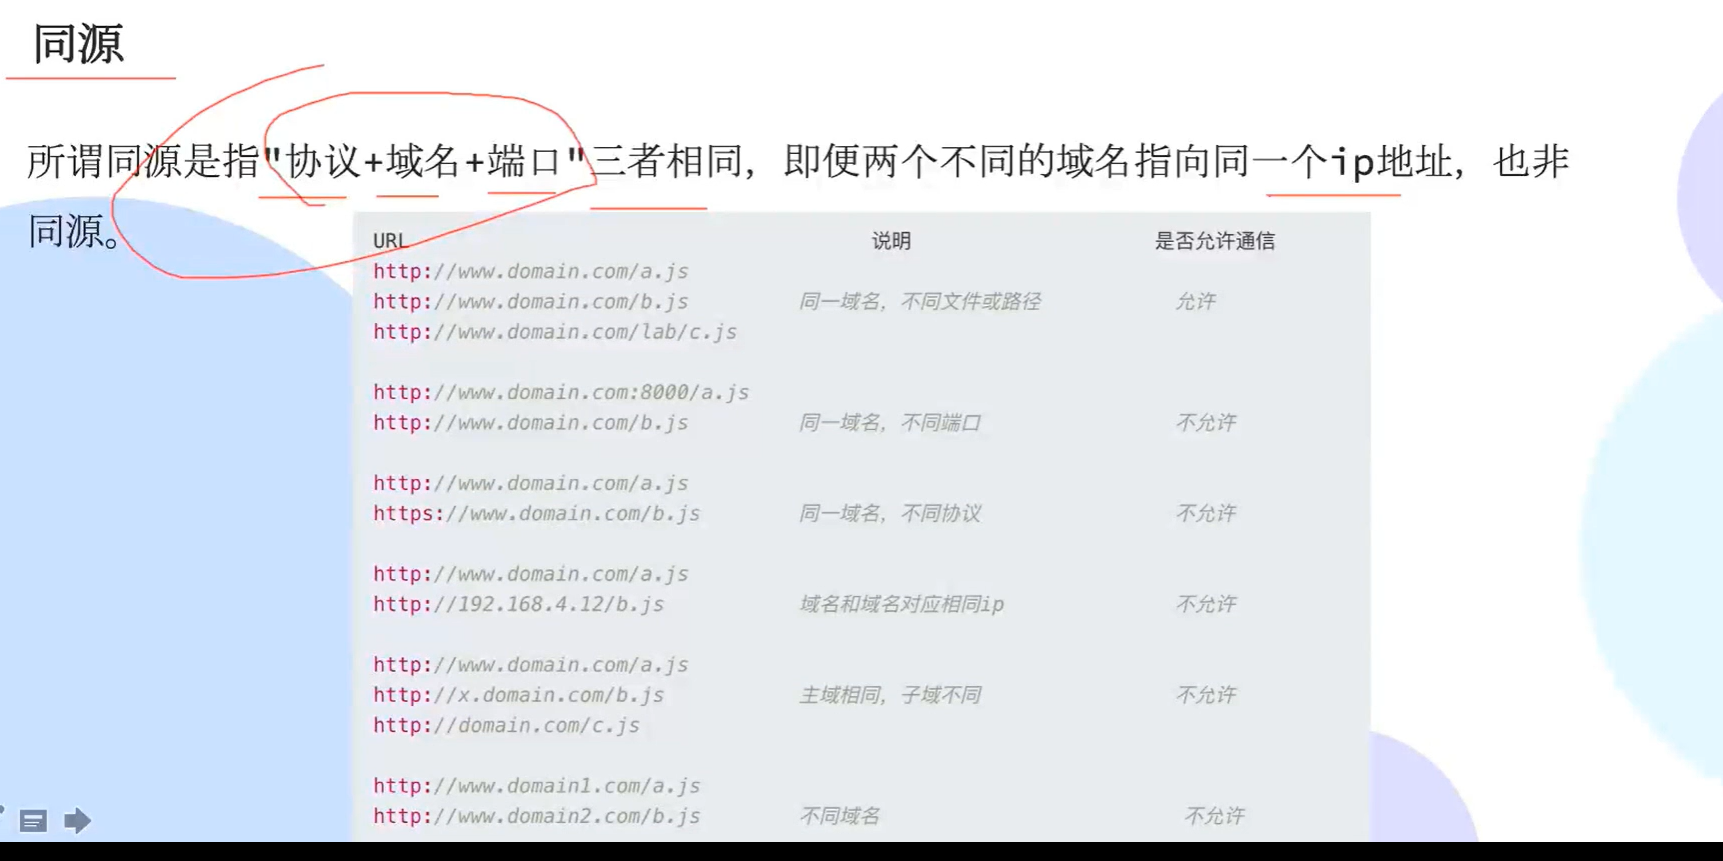 同源
所谓同源是指"协议+域名+端口"三者相同，即便两个不同的域名指向同一个ip地址，也非
同源。
URL 说明 是否允许通信
http://www.domain.com/a.js
http://www.domain.com/b.js 同一域名，不同文件或路径 允许
http://www.domain.com/lab/c.js
http://www.domain.com:8000/a.js
http://www.domain.com/b.js 同一域名，不同端口 不允许
http://www.domain.com/a.js
https://www.domain.com/b.js 同一域名，不同协议 不允许
http://www.domain.com/a.js
http://192.168.4.12/b.js 域名和域名对应相同ip 不允许
http://www.domain.com/a.js
http://x.domain.com/b.js 主域相同，子域不同 不允许
http://domain.com/c.js
http://www.domain1.com/a.js
http://www.domain2.com/b.js 不同域名 不允许